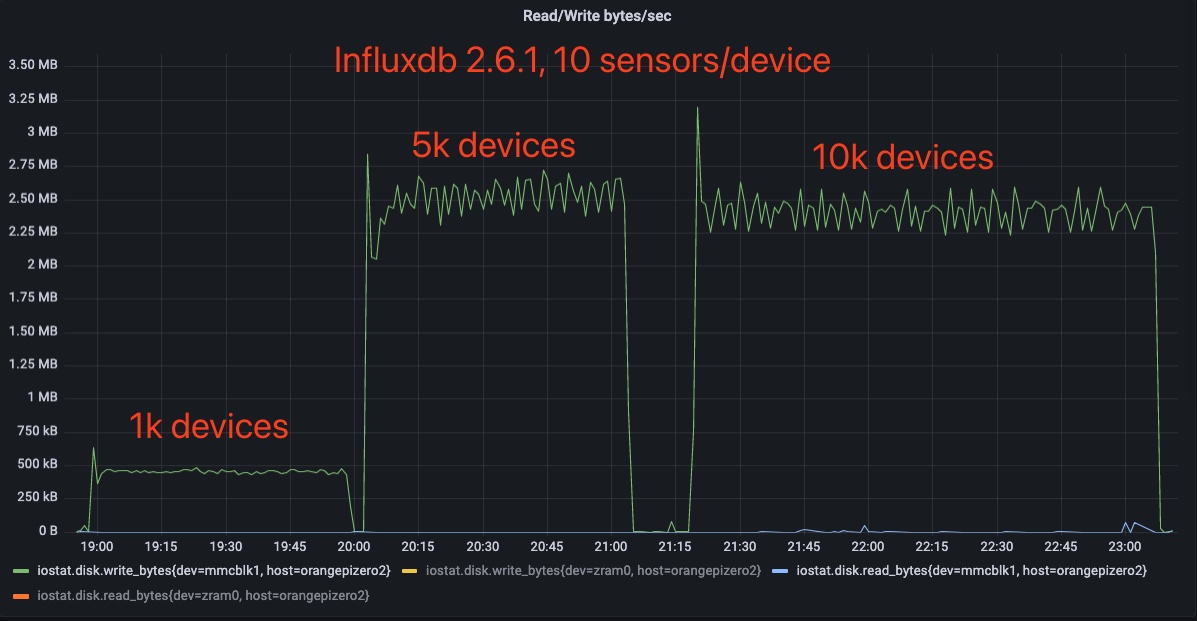 Read/Write bytes/sec
Influxdb 2.6.1, 10 sensors/device
3.50 MB
3.25 MB
3 MB
5k devices
10k devices
2.75 MB
2.50 MB
2.25 MB
2 MB
1.75 MB
1.50 MB
1.25 MB
1 MB
1k devices
750 kB
500 kB
250 kB
0 B
19:00 19:15 19:30 19:45 20:00 20:15 20:30 20:45 21:00 21:15 21:30 21:45 22:00 22:15 22:30 22:45 23:00
iostat.disk.write_bytes{dev=mmcblk1, host=orangepizero2} iostat.disk.write_bytes{dev=zram0, host=orangepizero2} iostat.disk.read_bytes{dev=mmcblk1, host=orangepizero2}
iostat.disk.read_bytes{dev=zram0, host=orangepizero2}